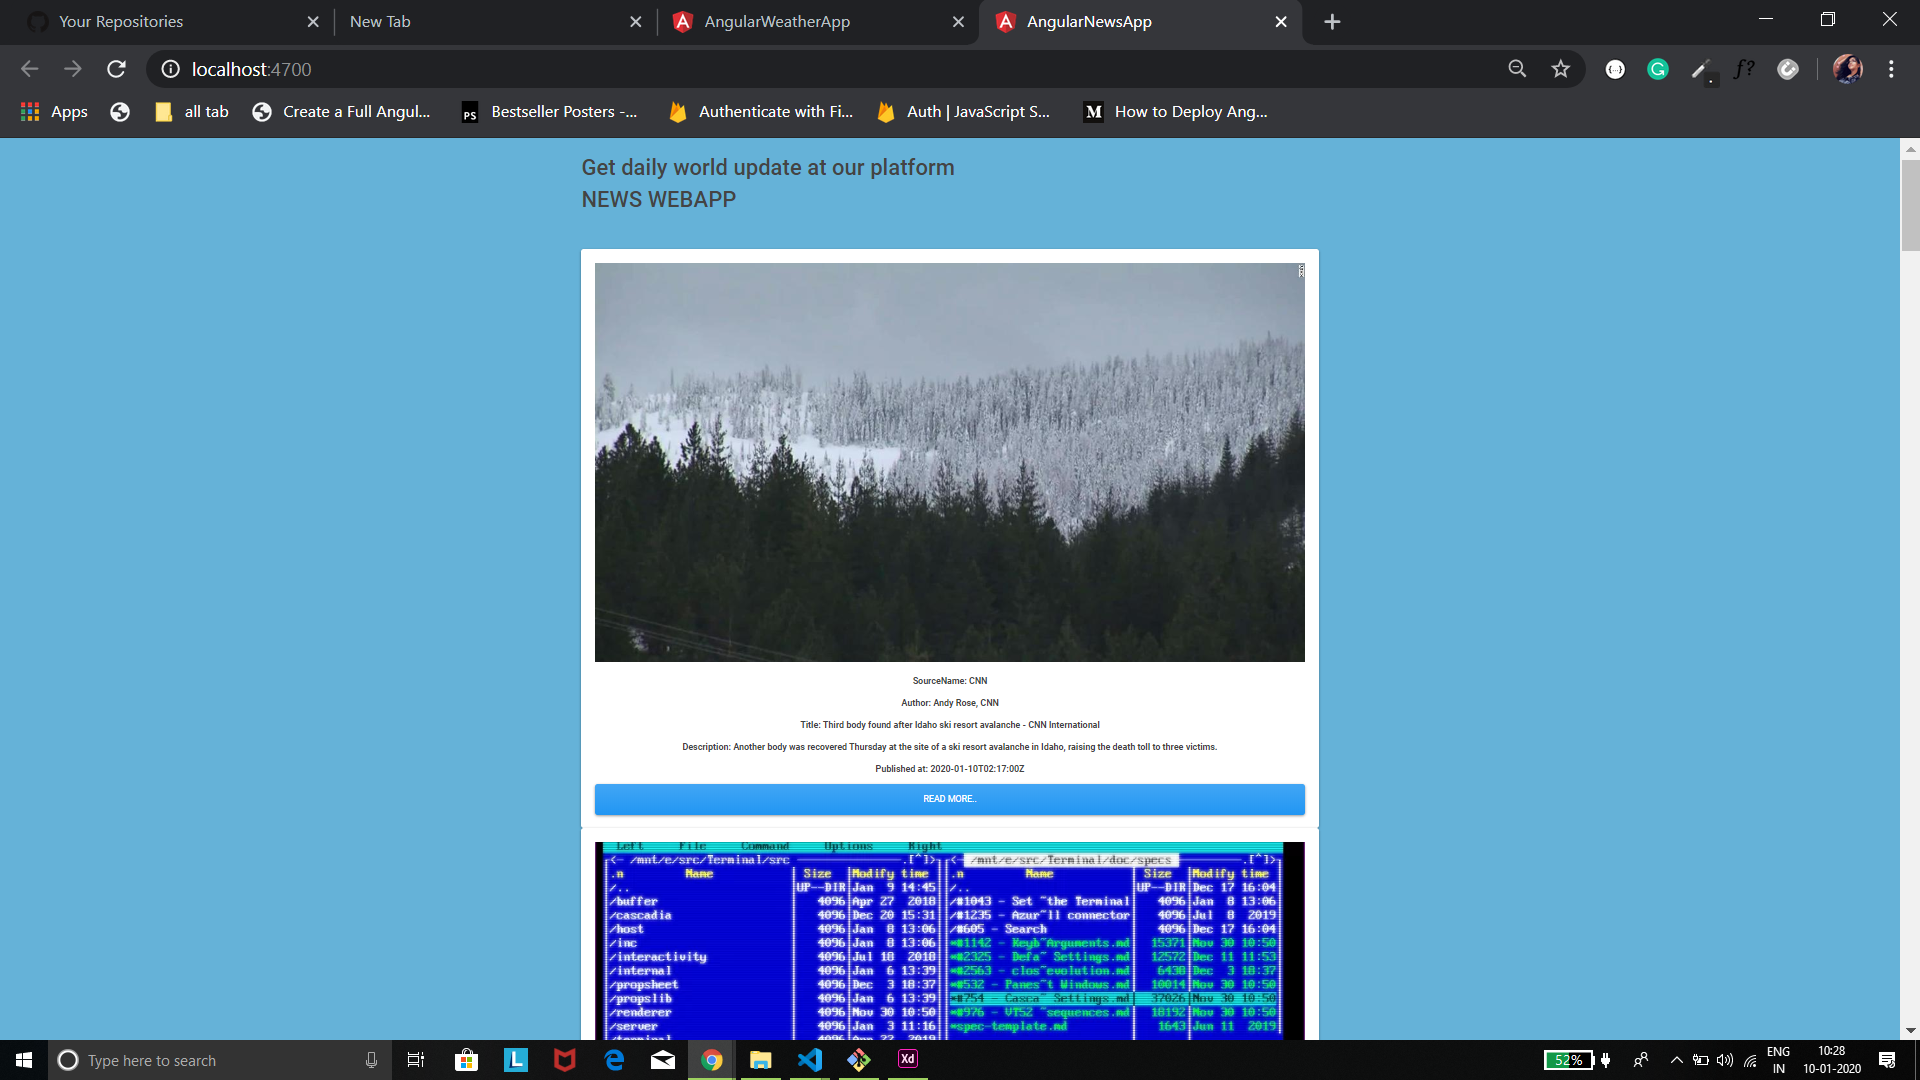 Your Repositories
New Tab
AngularWeatherApp
AngularNewsApp
localhost:4700
Apps
all tab
Create a Full Angul...
PS
Bestseller Posters -...
Authenticate with Fi...
Auth | JavaScript S...
M
How to Deploy Ang...
Get daily world update at our platform
NEWS WEBAPP
SourceName: CNN
Author: Andy Rose, CNN
Title: Third body found after Idaho ski resort avalanche - CNN International
Description: Another body was recovered Thursday at the site of a ski resort avalanche in Idaho, raising the death toll to three victims.
Published at: 2020-01-10T02:17:00Z
READ MORE..
Left File Command Options Right
<- /mnt/e/src/Terminal/src .[^]> <- /mnt/e/src/Terminal/doc/specs .[^]>
.n Name Size Modify time .n Name Size Modify time
/.. UP--DIR Jan 9 14:45 /.. UP--DIR Dec 17 16:04
/buffer 4096 Apr 27 2018 /#1043 - Set ~the Terminal 4096 Jan 8 13:06
/cascadia 4096 Dec 20 15:31 /#1235 - Azur~ll connector 4096 Jul 8 2019
/host 4096 Jan 8 13:06 /#605 - Search 4096 Dec 17 16:04
/inc 4096 Jan 8 13:06 *#1142 - Keyb~Arguments.md 15371 Nov 30 10:50
/interactivity 4096 Jul 18 2018 *#2325 - Defa~ Settings.md 12572 Dec 11 11:53
/internal 4096 Jan 6 13:39 *#2563 - clos~evolution.md 6438 Dec 3 18:37
/propsheet 4096 Dec 3 18:37 *#532 - Panes~t Windows.md 10014 Nov 30 10:50
/propslib 4096 Jan 6 13:39 *#754 - Casca~ Settings.md 37026 Nov 30 10:50
/renderer 4096 Nov 30 10:50 *#976 - VT52 ~sequences.md 18192 Nov 30 10:50
/server 4096 Jan 3 11:16 *spec-template.md 1643 Jun 11 2019
Type here to search
L
Xd
52%
ENG
IN
10:28
10-01-2020